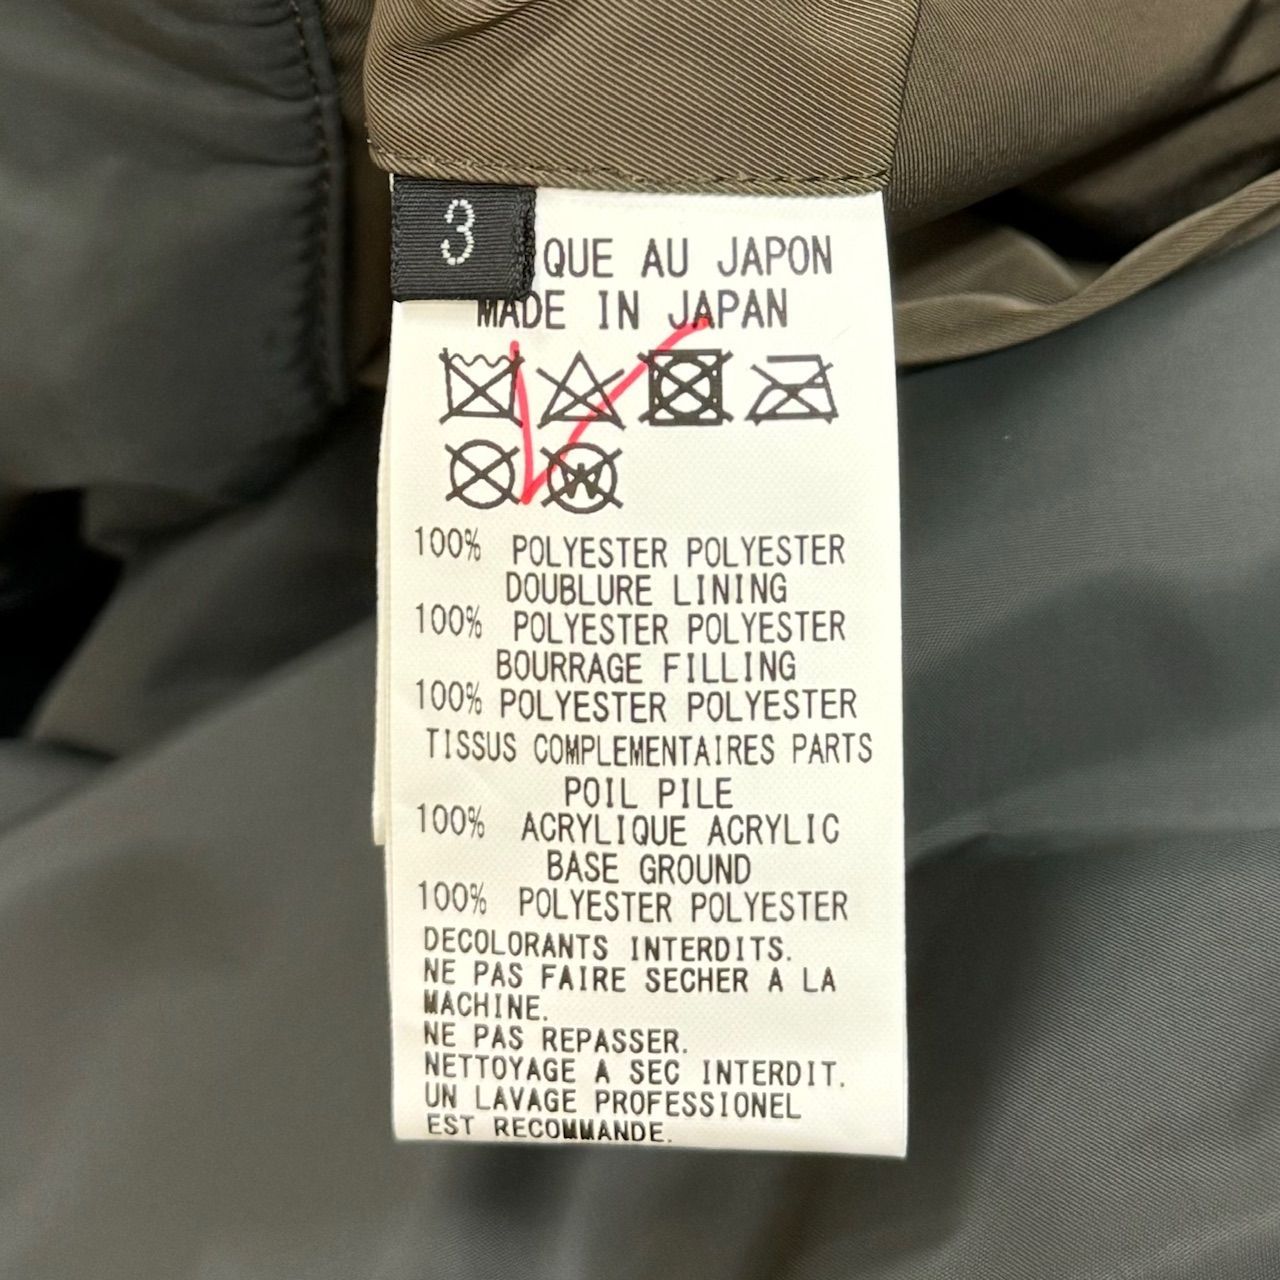 3
QUE AU JAPON
MADE IN JAPAN
W
100% POLYESTER POLYESTER
DOUBLURE LINING
100% POLYESTER POLYESTER
BOURRAGE FILLING
100% POLYESTER POLYESTER
TISSUS COMPLEMENTAIRES PARTS
POIL PILE
100% ACRYLIQUE ACRYLIC
BASE GROUND
100% POLYESTER POLYESTER
DECOLORANTS INTERDITS.
NE PAS FAIRE SECHER A LA
MACHINE.
NE PAS REPASSER.
NETTOYAGE A SEC INTERDIT.
UN LAVAGE PROFESSIONEL
EST RECOMMANDE.